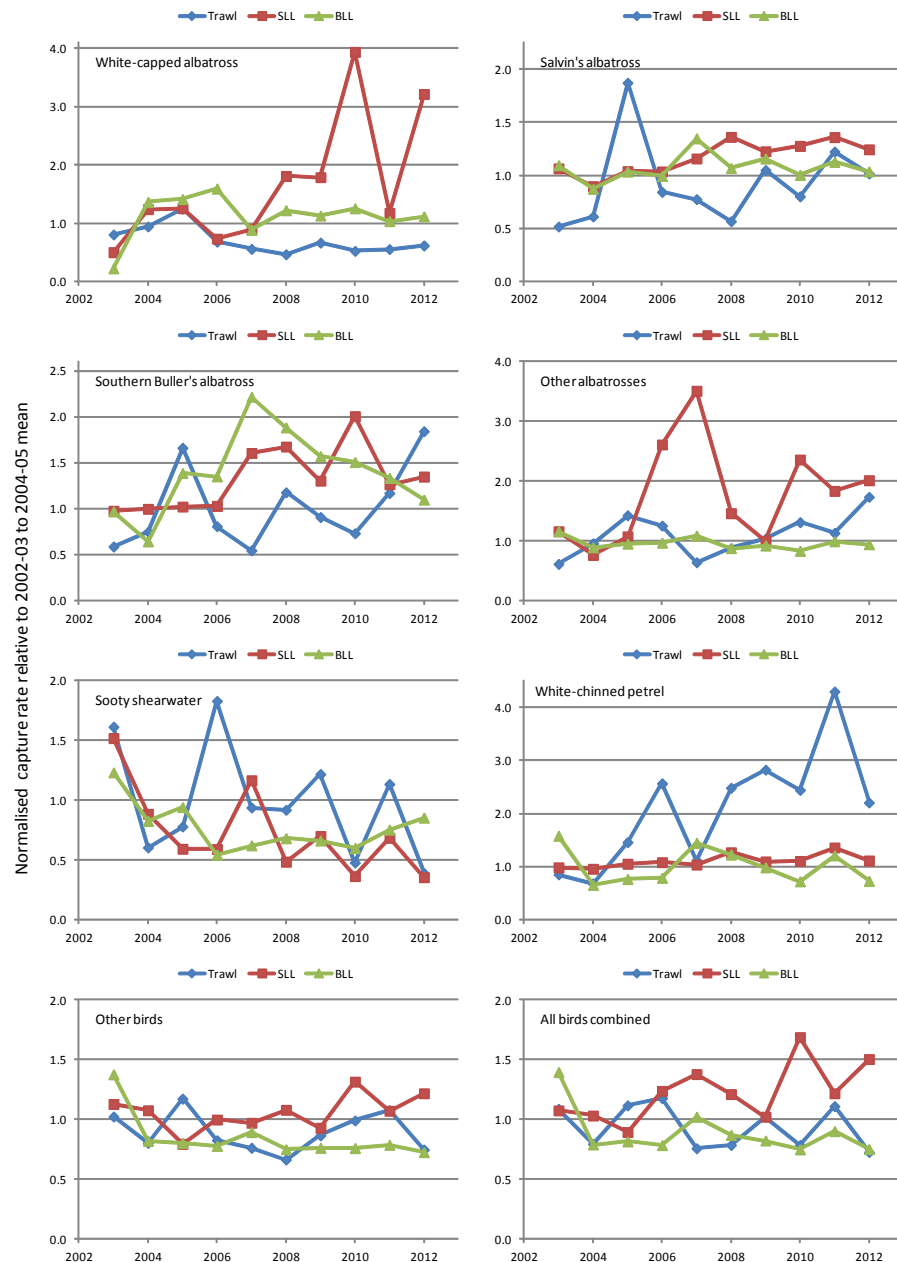 Normalised capture rate relative to 2002-03 to 2004-05 mean
Trawl SLL BLL
White-capped albatross
4.0
3.0
2.0
1.0
0.0
2002 2004 2006 2008 2010 2012
Trawl SLL BLL
Salvin's albatross
2.0
1.5
1.0
0.5
0.0
2002 2004 2006 2008 2010 2012
Trawl SLL BLL
Southern Buller's albatross
2.5
2.0
1.5
1.0
0.5
0.0
2002 2004 2006 2008 2010 2012
Trawl SLL BLL
Other albatrosses
4.0
3.0
2.0
1.0
0.0
2002 2004 2006 2008 2010 2012
Trawl SLL BLL
Sooty shearwater
2.0
1.5
1.0
0.5
0.0
2002 2004 2006 2008 2010 2012
Trawl SLL BLL
White-chinned petrel
4.0
3.0
2.0
1.0
0.0
2002 2004 2006 2008 2010 2012
Trawl SLL BLL
Other birds
2.0
1.5
1.0
0.5
0.0
2002 2004 2006 2008 2010 2012
Trawl SLL BLL
All birds combined
2.0
1.5
1.0
0.5
0.0
2002 2004 2006 2008 2010 2012